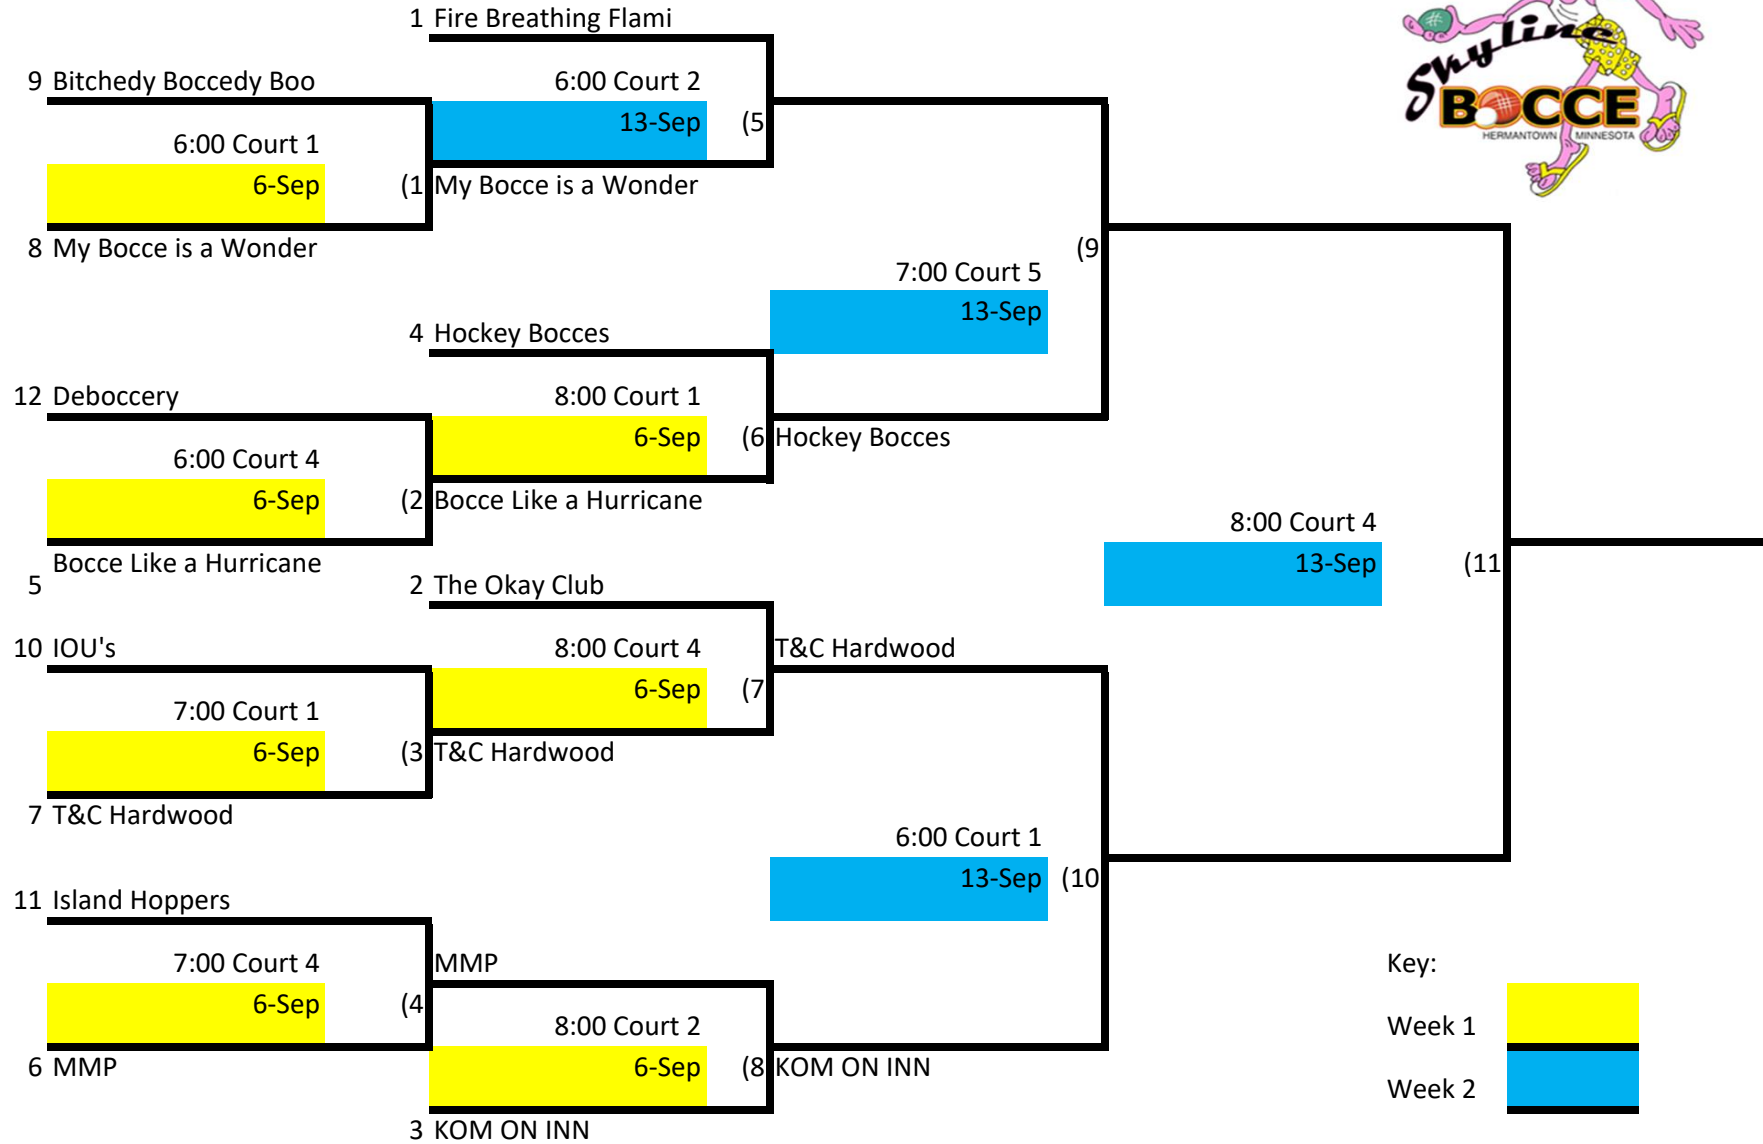 1 Fire Breathing Flami
9 Bitchedy Boccedy Boo
6:00 Court 2
13-Sep (5
6:00 Court 1
6-Sep (1
My Bocce is a Wonder
8 My Bocce is a Wonder
Skyline
BOCCE
HERMANTOWN MINNESOTA
(9
7:00 Court 5
13-Sep
4 Hockey Bocces
12 Deboccery
8:00 Court 1
6-Sep (6
Hockey Bocces
6:00 Court 4
6-Sep (2
Bocce Like a Hurricane
8:00 Court 4
13-Sep (11
Bocce Like a Hurricane
5
2 The Okay Club
10 IOU's
8:00 Court 4
T&C Hardwood
6-Sep (7
7:00 Court 1
6-Sep (3
T&C Hardwood
7 T&C Hardwood
6:00 Court 1
13-Sep (10
11 Island Hoppers
7:00 Court 4
MMP
6-Sep (4
8:00 Court 2
6-Sep (8
KOM ON INN
6 MMP
3 KOM ON INN
Key:
Week 1
Week 2